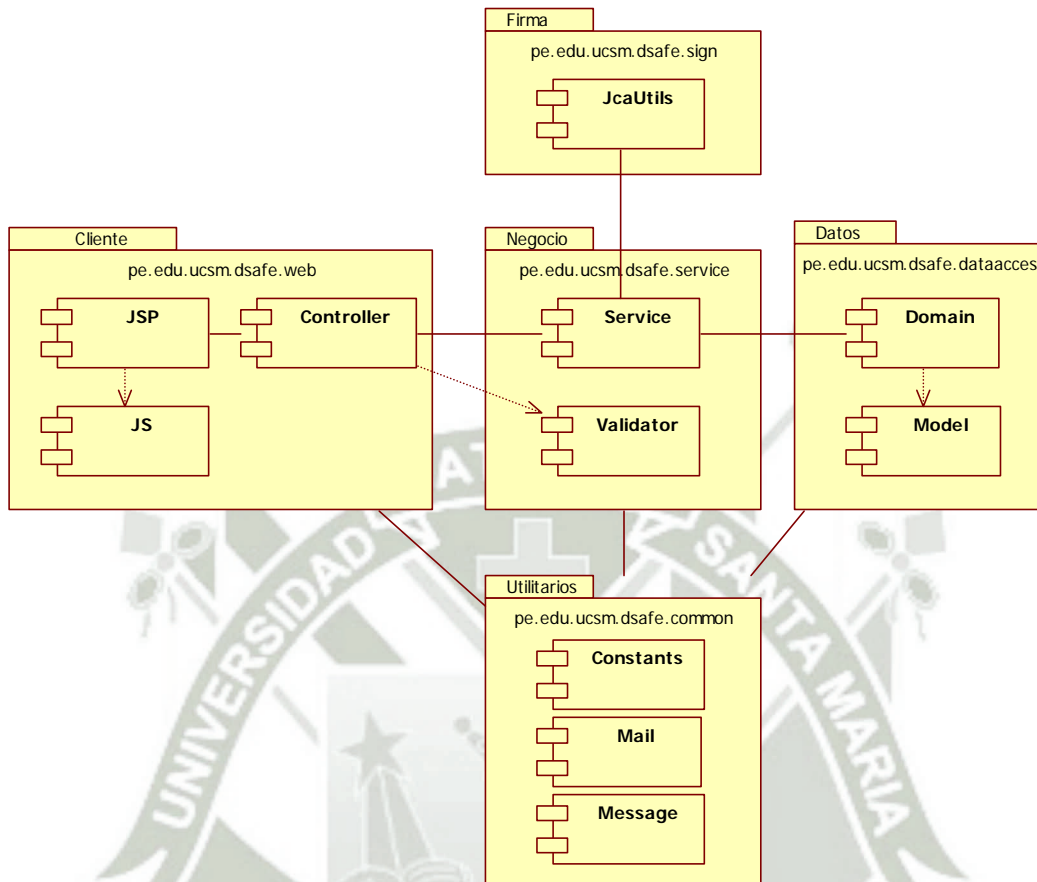 Firma
pe.edu.ucsm.dsafe.sign
JcaUtils
Cliente
pe.edu.ucsm.dsafe.web
JSP
Controller
JS
Negocio
pe.edu.ucsm.dsafe.service
Service
Validator
Datos
pe.edu.ucsm.dsafe.dataacces
Domain
Model
Utilitarios
pe.edu.ucsm.dsafe.common
Constants
Mail
Message
UNIVERSIDAD
SANTA MARIA